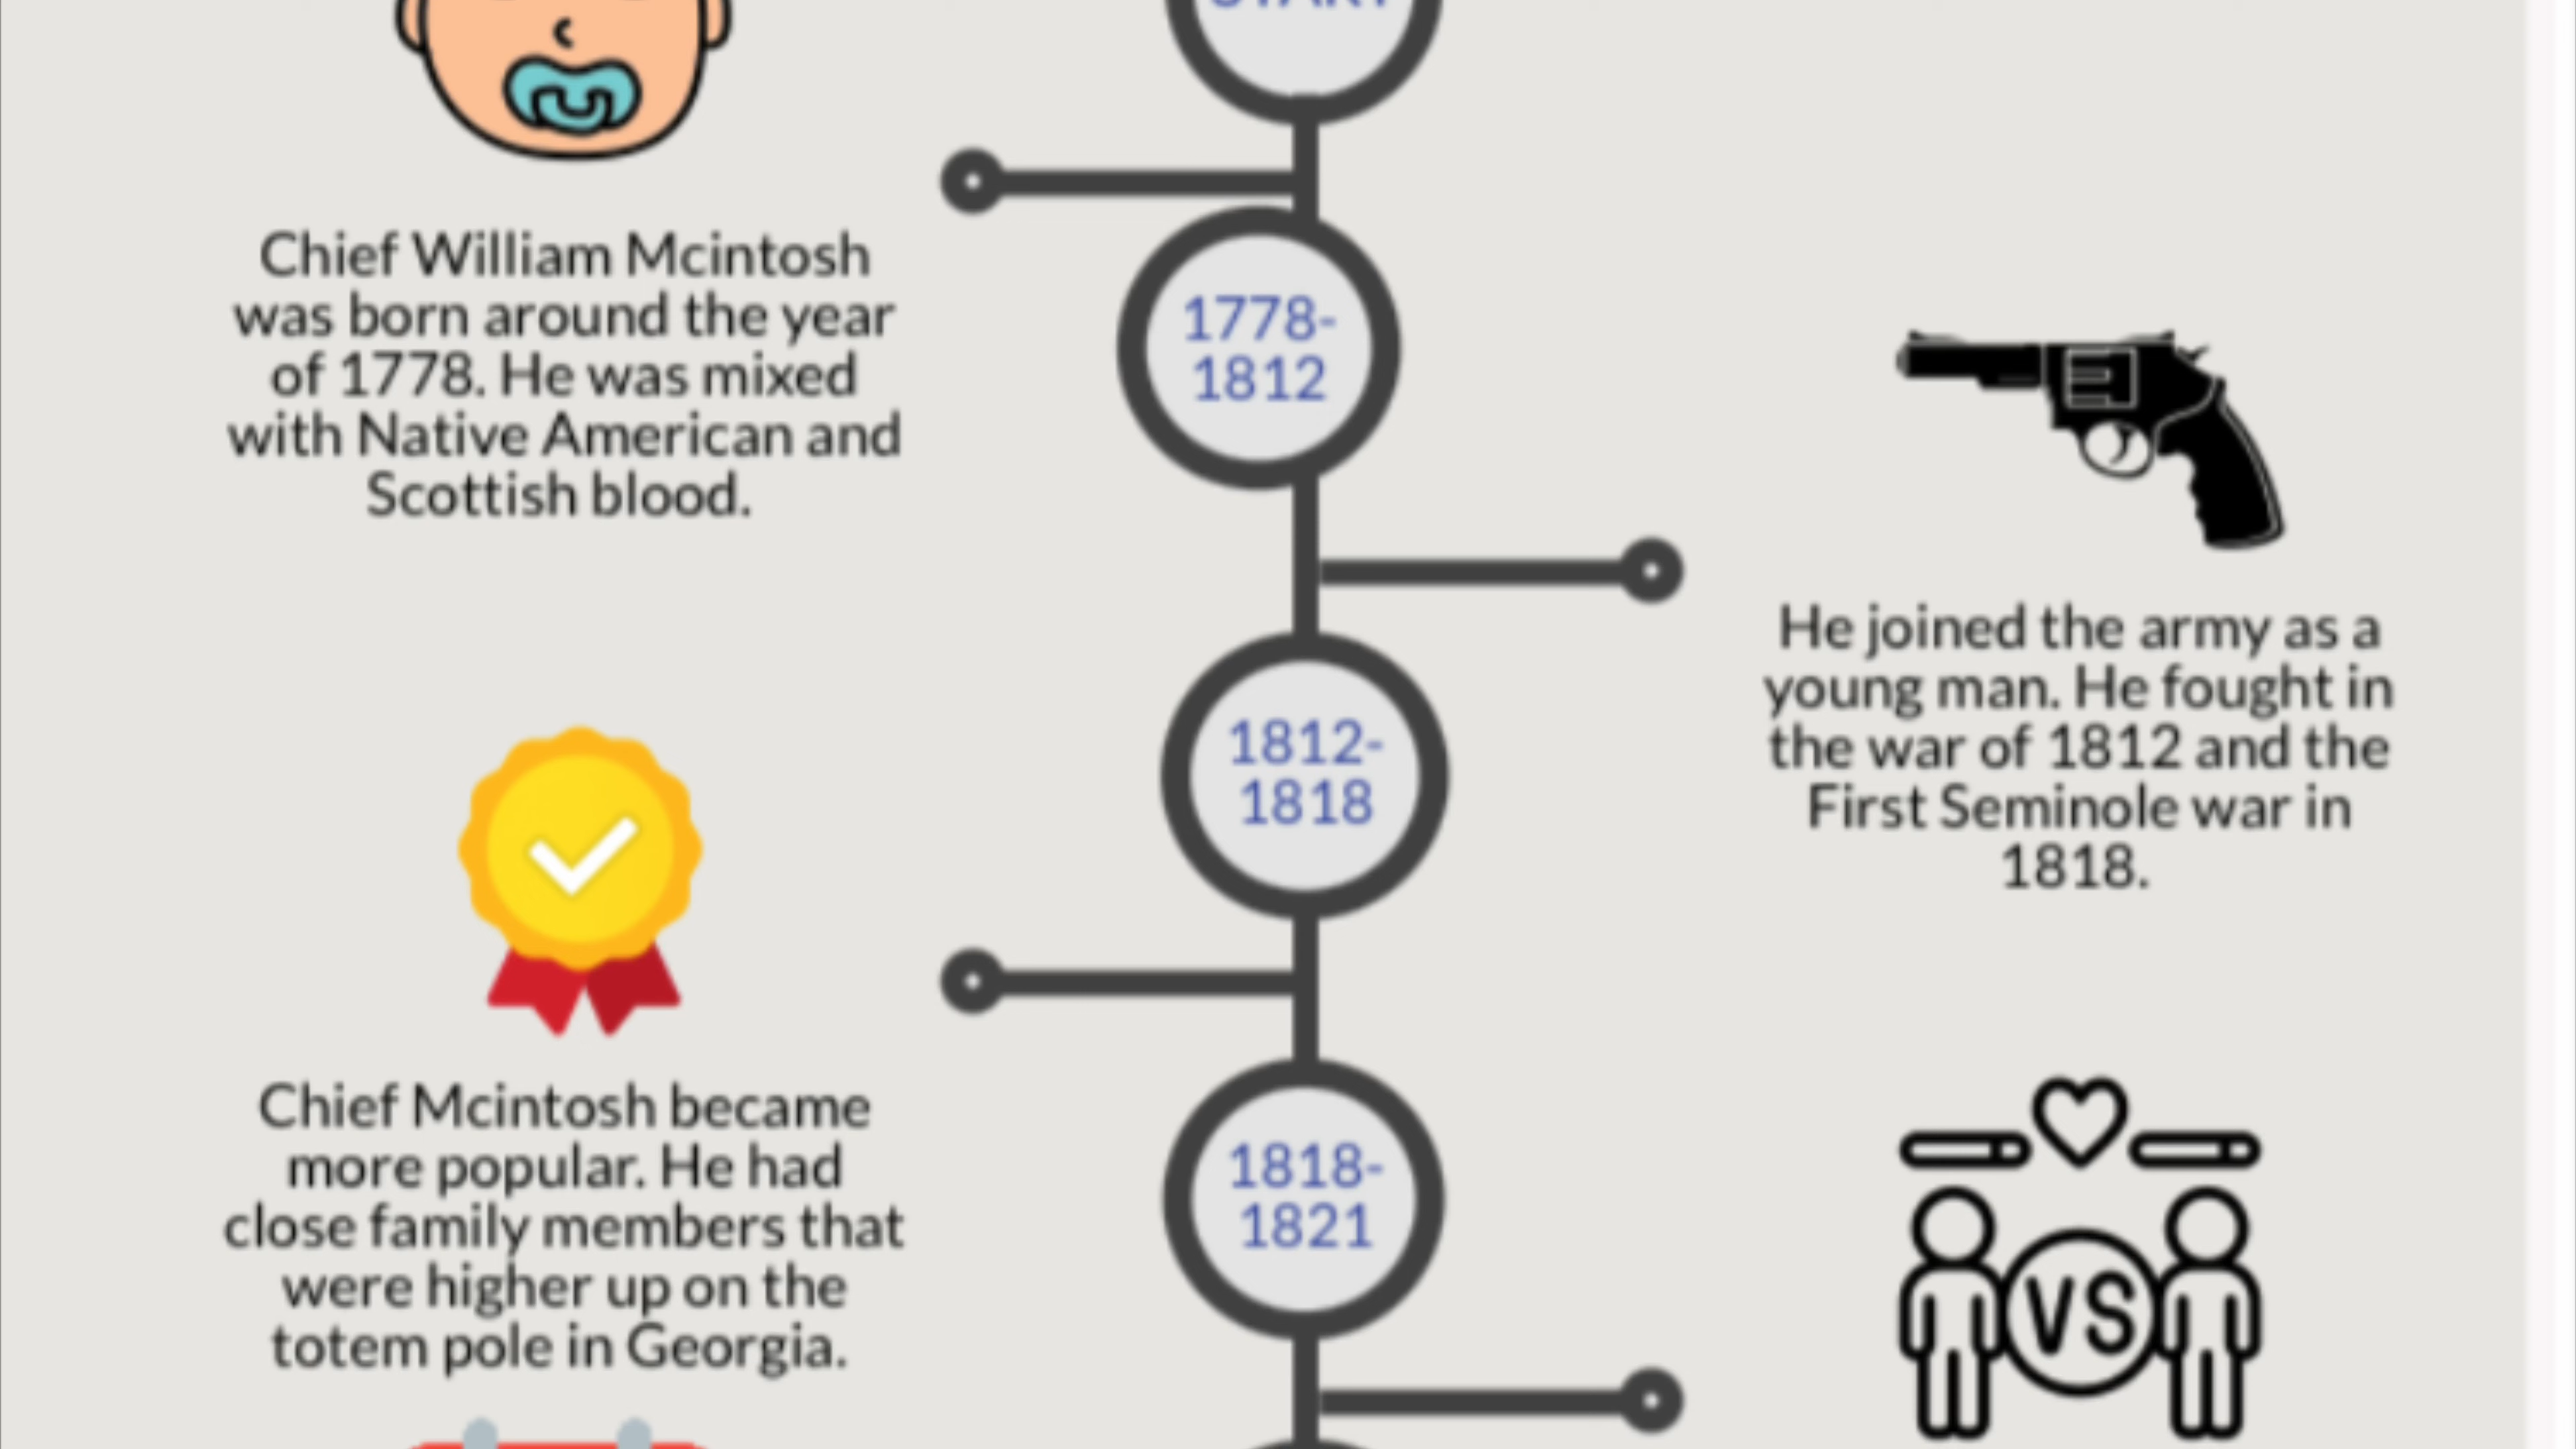 START
Chief William Mcintosh
was born around the year
of 1778. He was mixed
with Native American and
Scottish blood.
1778-
1812
He joined the army as a
young man. He fought in
the war of 1812 and the
First Seminole war in
1818.
1812-
1818
Chief Mcintosh became
more popular. He had
close family members that
were higher up on the
totem pole in Georgia.
1818-
1821
VS